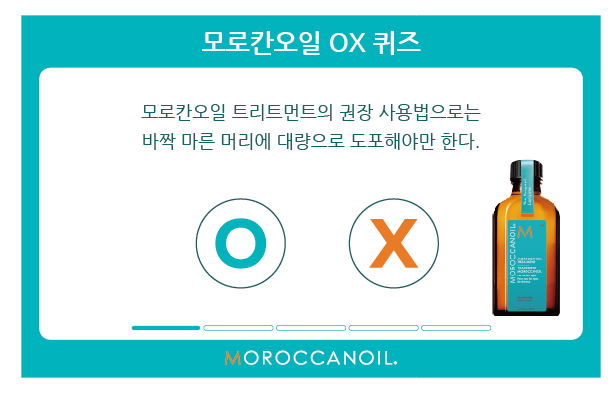 모로칸오일 OX 퀴즈
모로칸오일 트리트먼트의 권장 사용법으로는
바짝 마른 머리에 대량으로 도포해야만 한다.
O X
M
MOROCCANOIL
TREATMENT
MOROCCANOIL.